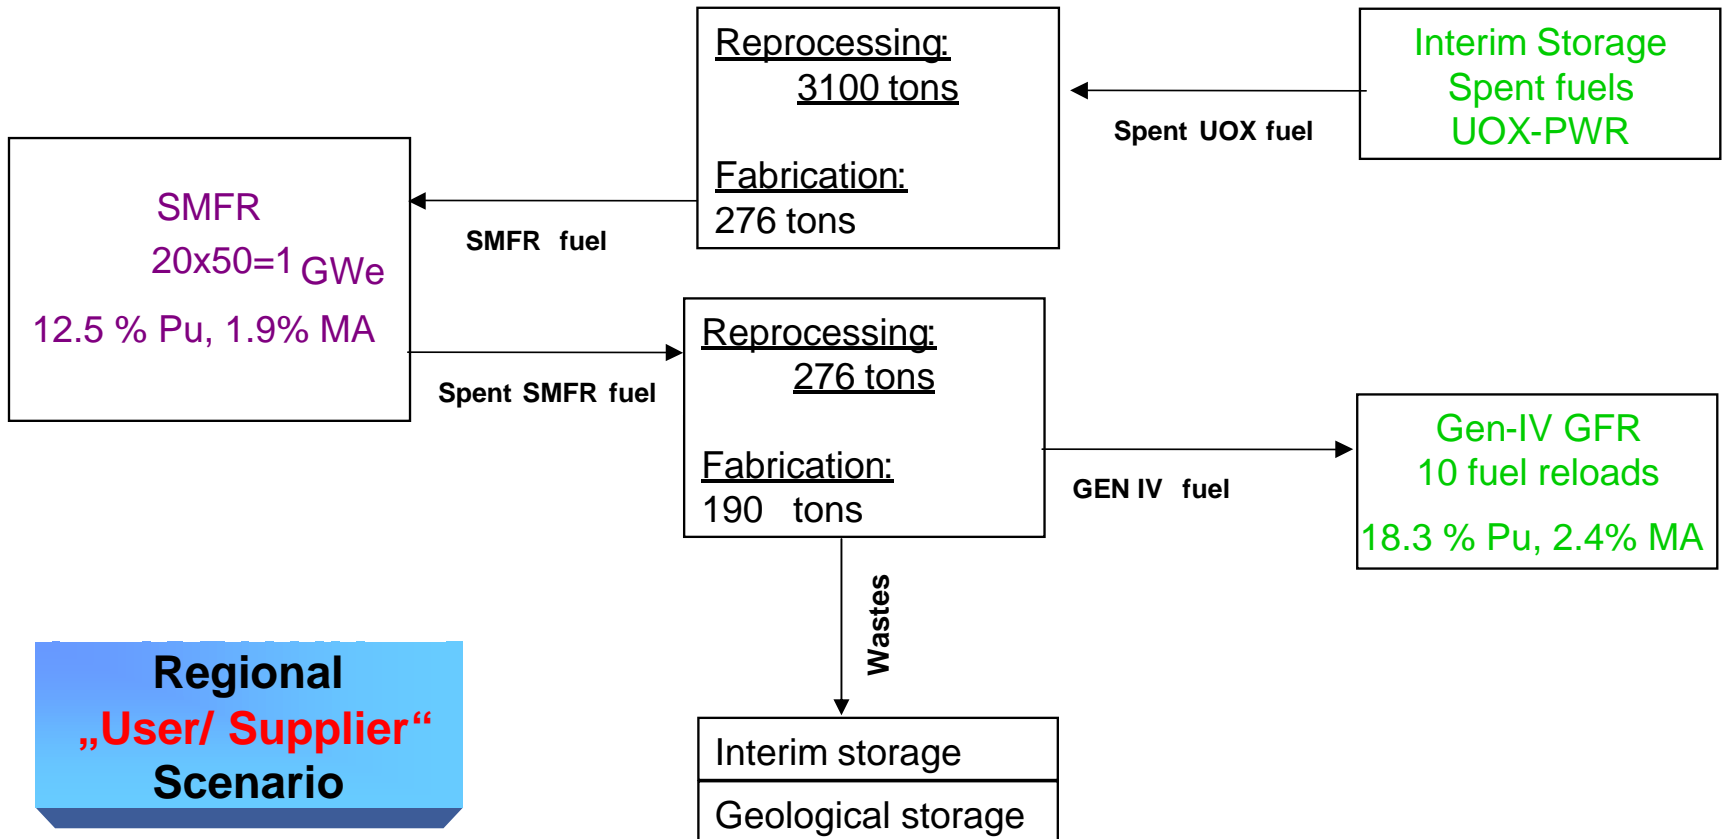 Reprocessing:
3100 tons
Fabrication:
276 tons
Interim Storage
Spent fuels
UOX-PWR
Spent UOX fuel
SMFR
20x50=1 GWe
12.5 % Pu, 1.9% MA
SMFR fuel
Spent SMFR fuel
Reprocessing:
276 tons
Fabrication:
190 tons
GEN IV fuel
Gen-IV GFR
10 fuel reloads
18.3 % Pu, 2.4% MA
Wastes
Regional
„User/ Supplier“
Scenario
Interim storage
Geological storage